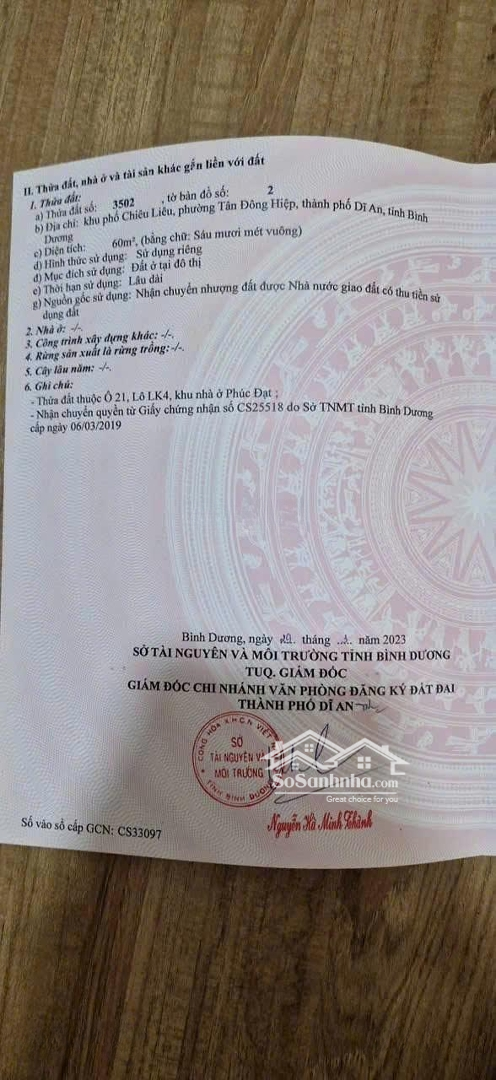 II. Thửa đất, nhà ở và tài sản khác gắn liền với đất
1. Thửa đất:
a) Thửa đất số: 3502 , tờ bản đồ số: 2
b) Địa chỉ: khu phố Chiêu Liêu, phường Tân Đông Hiệp, thành phố Dĩ An, tỉnh Bình
Dương
c) Diện tích: 60m², (bằng chữ: Sáu mươi mét vuông)
d) Hình thức sử dụng: Sử dụng riêng
đ) Mục đích sử dụng: Đất ở tại đô thị
e) Thời hạn sử dụng: Lâu dài
g) Nguồn gốc sử dụng: Nhận chuyển nhượng đất được Nhà nước giao đất có thu tiền sử
dụng đất
2. Nhà ở: -/-.
3. Công trình xây dựng khác: -/-.
4. Rừng sản xuất là rừng trồng:-/-.
5. Cây lâu năm: -/-.
6. Ghi chú:
- Thửa đất thuộc Ô 21, Lô LK4, khu nhà ở Phúc Đạt ;
- Nhận chuyển quyền từ Giấy chứng nhận số CS25518 do Sở TNMT tỉnh Bình Dương
cấp ngày 06/03/2019
Bình Dương, ngày tháng năm 2023
SỞ TÀI NGUYÊN VÀ MÔI TRƯỜNG TỈNH BÌNH DƯƠNG
TUQ. GIÁM ĐỐC
GIÁM ĐỐC CHI NHÁNH VĂN PHÒNG ĐĂNG KÝ ĐẤT ĐAI
THÀNH PHỐ DĨ AN
CỘNG HÒA X.H.C.N VIỆT
SỞ
TÀI NGUYÊN VÀ
MÔI TRƯỜNG
TỈNH BÌNH DƯƠNG
SoSanhnha.com
Great choice for you
Nguyễn Hà Minh Thành
Số vào sổ cấp GCN: CS33097